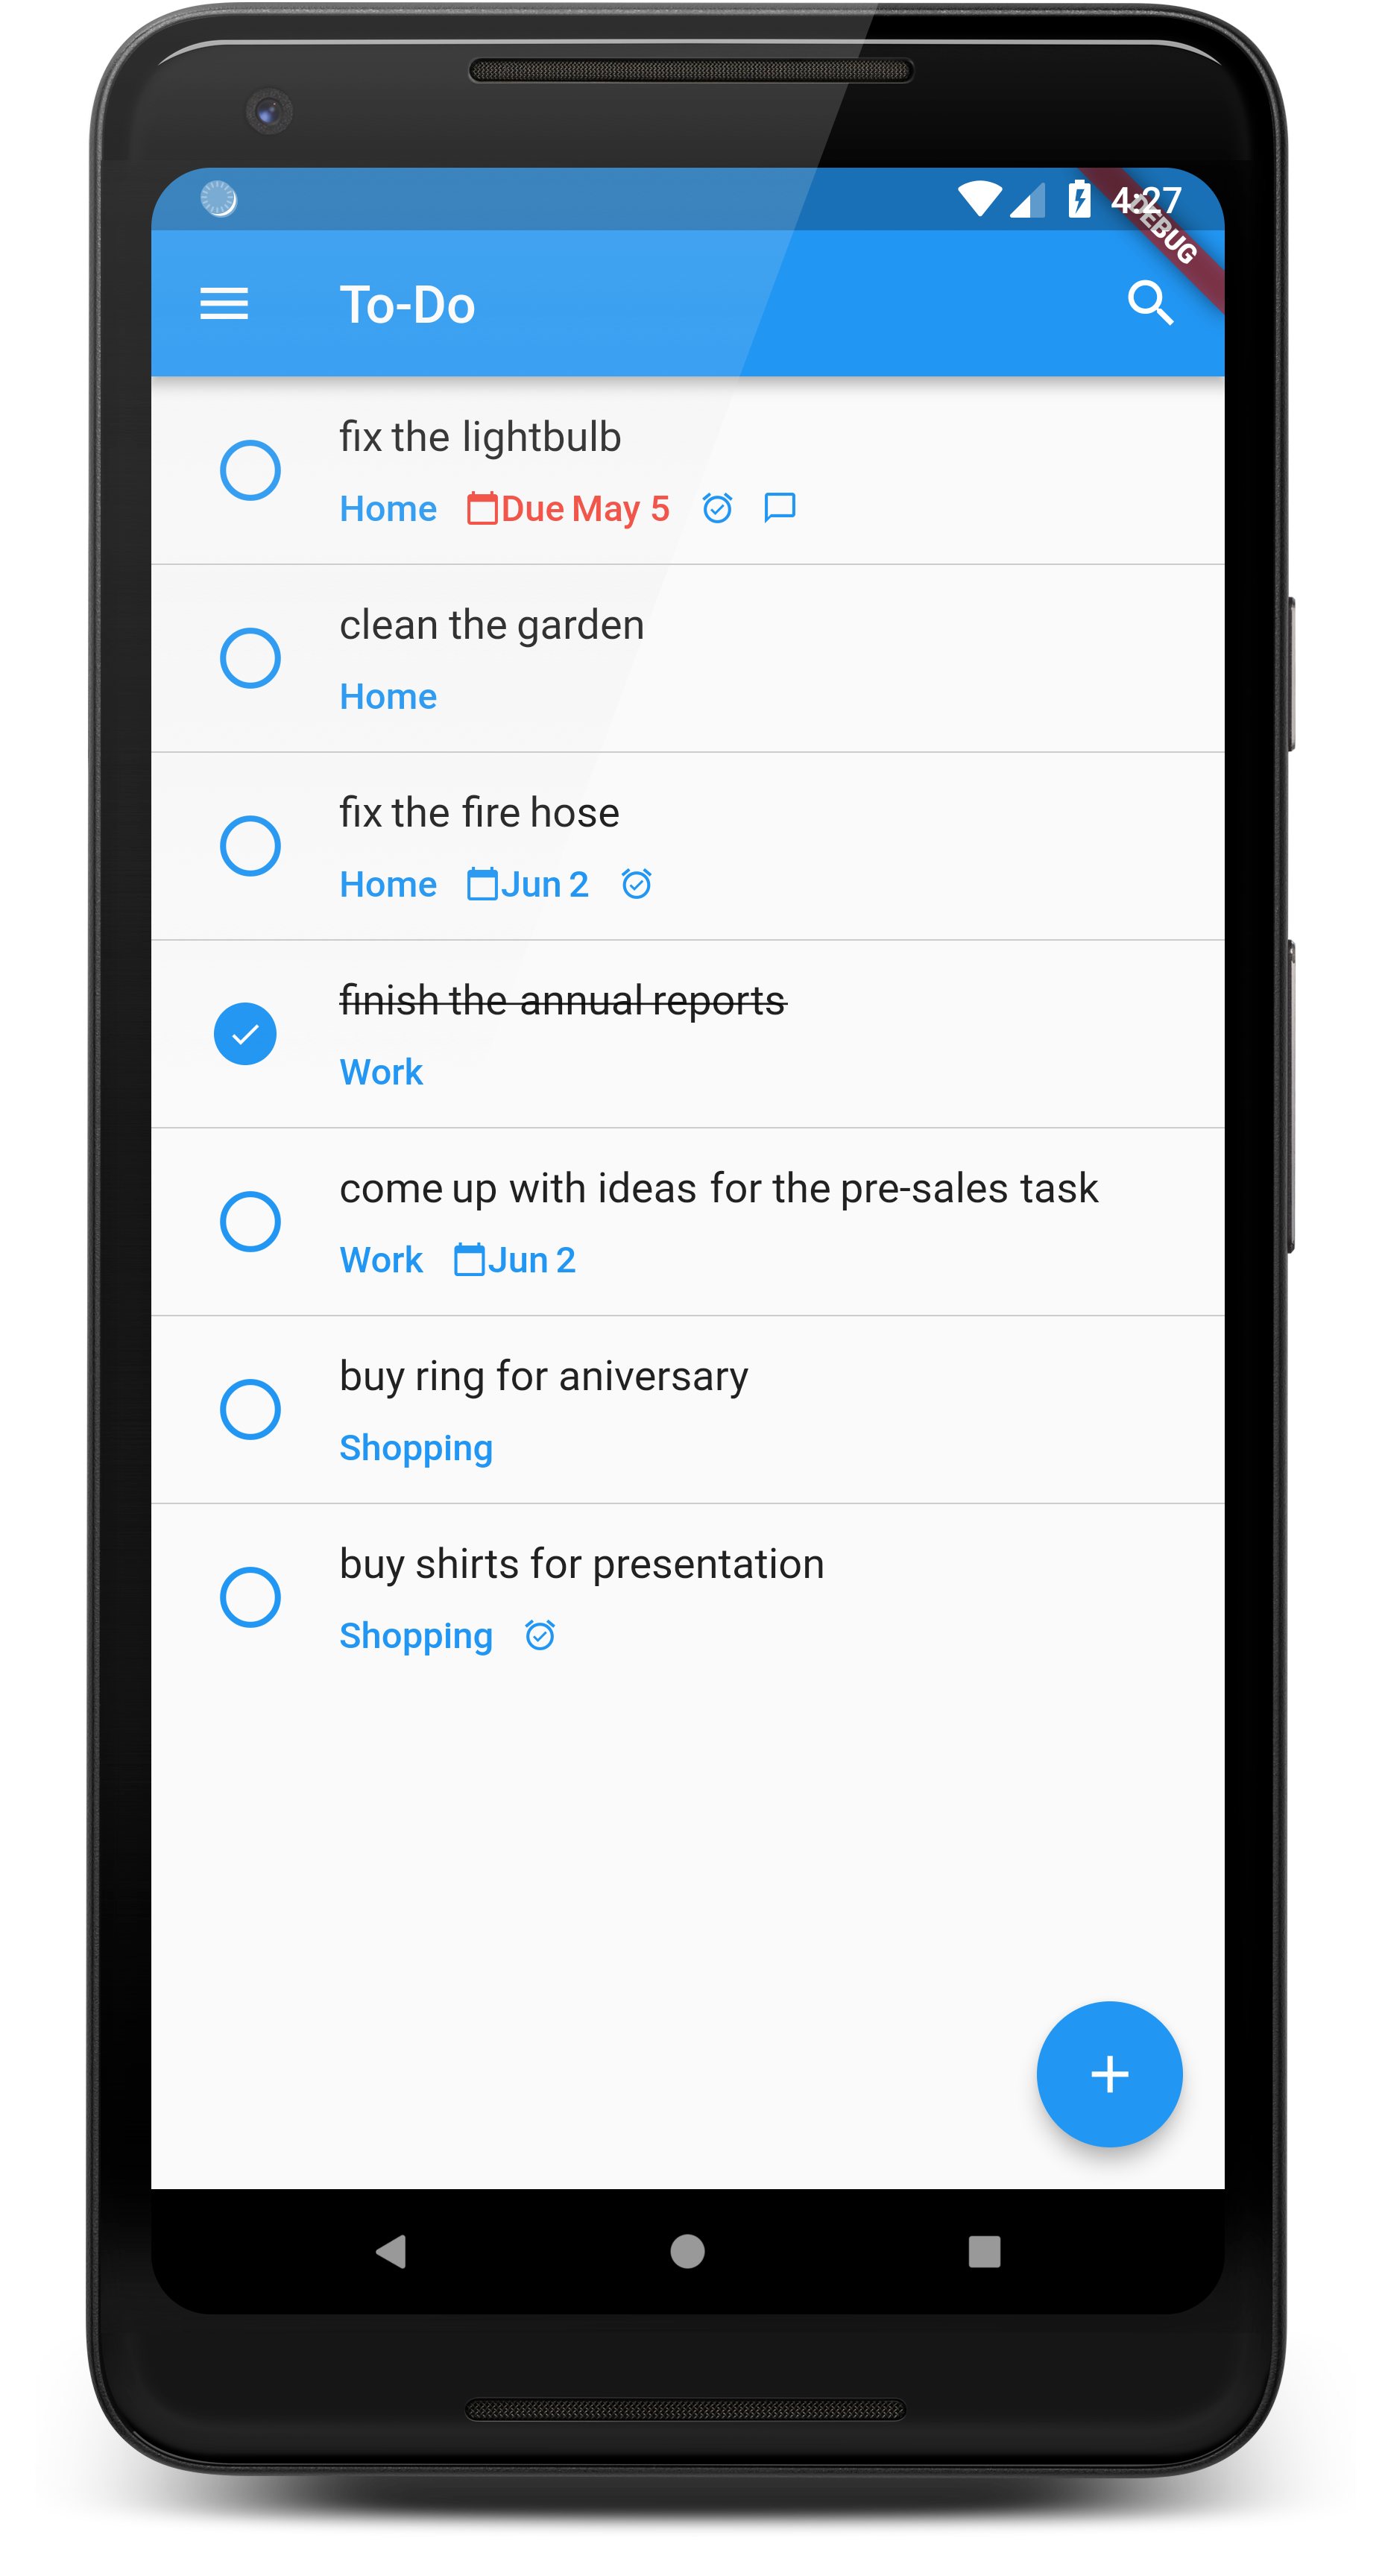 4:27
DEBUG
To-Do
fix the lightbulb
Home Due May 5
clean the garden
Home
fix the fire hose
Home Jun 2
finish the annual reports
Work
come up with ideas for the pre-sales task
Work Jun 2
buy ring for aniversary
Shopping
buy shirts for presentation
Shopping